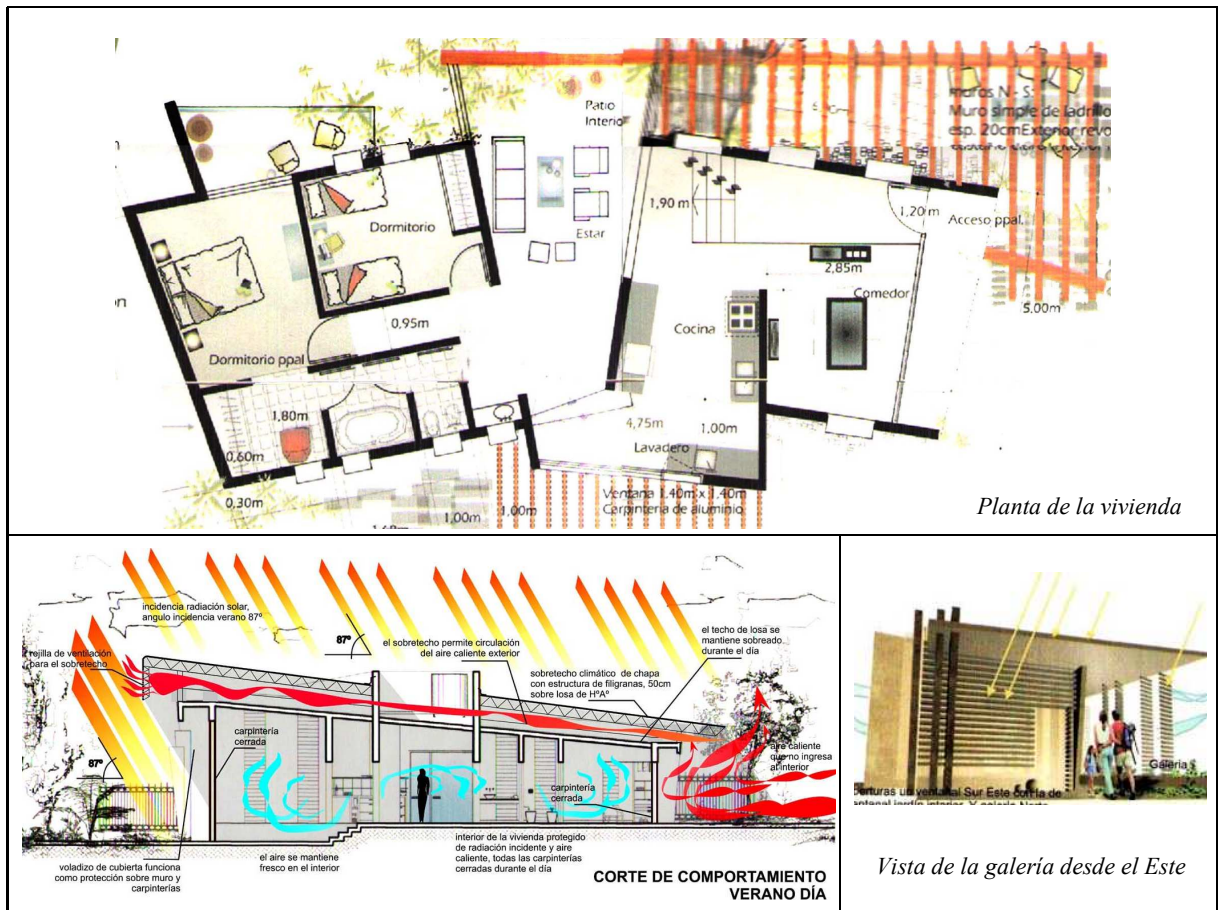 Patio
Interio
muros N - S:
Muro simple de ladrillo
esp. 20cmExterior revo
1,90 m
1,20 m
Acceso ppal.
Dormitorio
Estar
2,85m
Comedor
5.00m
0,95m
Cocina
Dormitorio ppal
1,80m
4,75m
1,00m
Lavadero
0,60m
0,30m
1,00m
1,00m
Ventana 1.40m x 1.40m
Carpintería de aluminio
Planta de la vivienda
incidencia radiación solar,
angulo incidencia verano 87º
87º
el sobretecho permite circulación
del aire caliente exterior
el techo de losa se
mantiene sobreado
durante el día
rejilla de ventilación
para el sobretecho
sobretecho climático de chapa
con estructura de filigranas, 50cm
sobre losa de HºAº
carpintería
cerrada
87º
aire caliente
que no ingresa
al interior
carpintería
cerrada
voladizo de cubierta funciona
como protección sobre muro y
carpinterías
el aire se mantiene
fresco en el interior
interior de la vivienda protegido
de radiación incidente y aire
caliente, todas las carpinterías
cerradas durante el día
CORTE DE COMPORTAMIENTO
VERANO DÍA
Galeria
Vista de la galería desde el Este